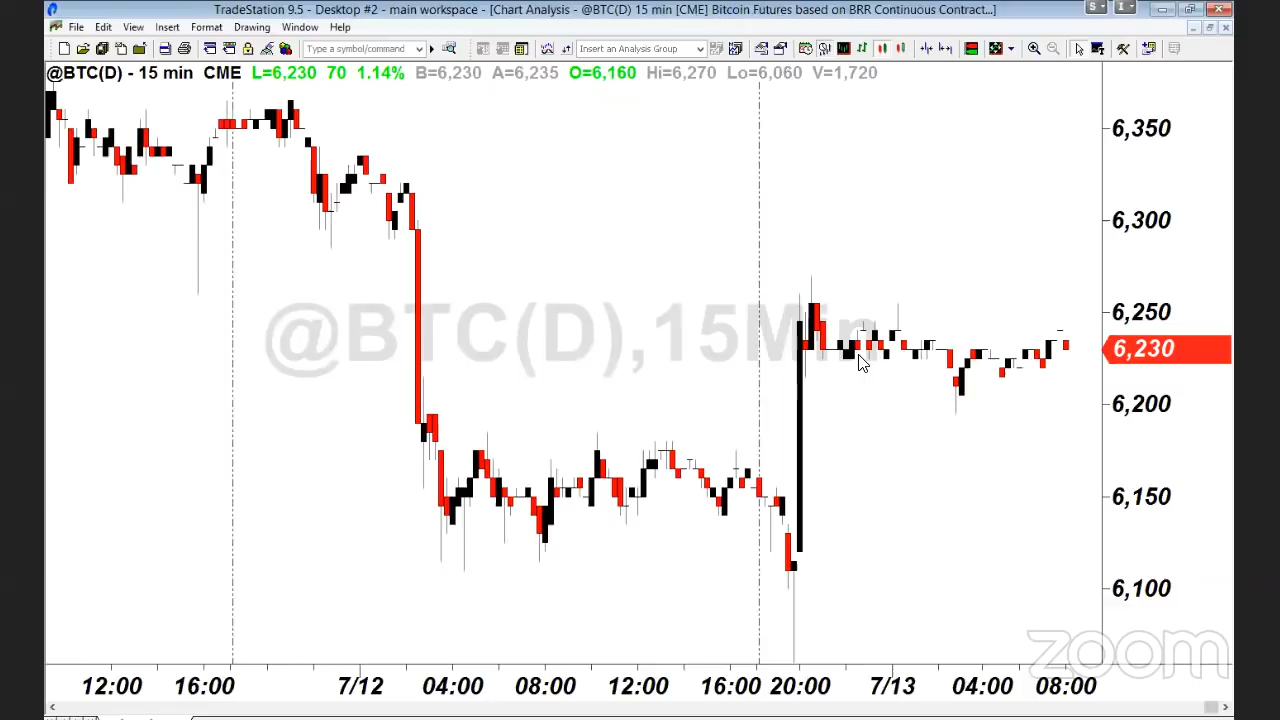 TradeStation 9.5 - Desktop #2 - main workspace - [Chart Analysis - @BTC(D) 15 min [CME] Bitcoin Futures based on BRR Continuous Contract...]
S I
File Edit View Insert Format Drawing Window Help
Type a symbol/command Insert an Analysis Group
@BTC(D) - 15 min CME L=6,230 70 1.14% B=6,230 A=6,235 O=6,160 Hi=6,270 Lo=6,060 V=1,720
6,350
6,300
6,250
@BTC(D),15Min
6,230
6,200
6,150
6,100
zoom
12:00 16:00 7/12 04:00 08:00 12:00 16:00 20:00 7/13 04:00 08:00